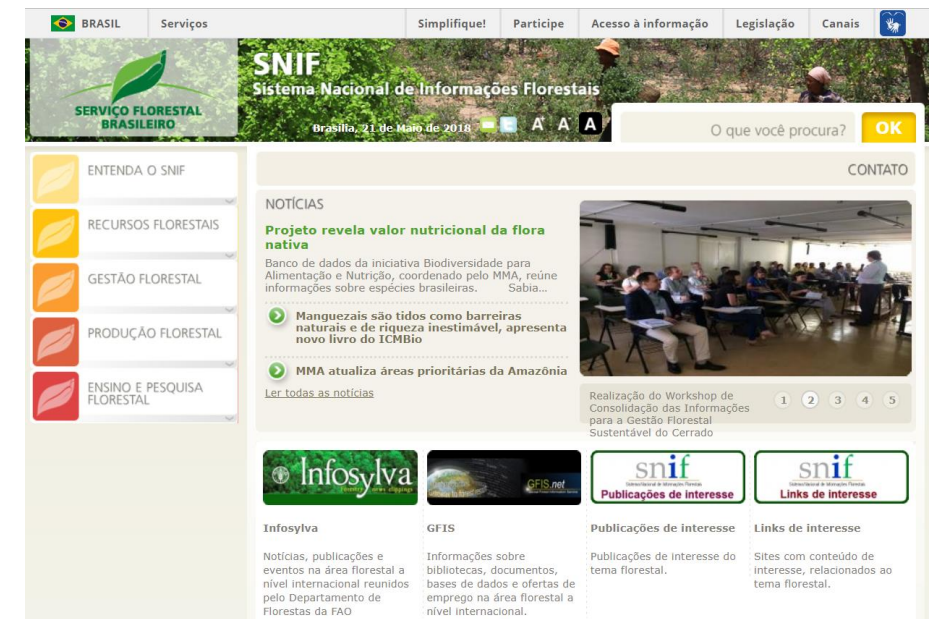 BRASIL
Serviços
Simplifique!
Participe
Acesso à informação
Legislação
Canais
SERVIÇO FLORESTAL
BRASILEIRO
SNIF
Sistema Nacional de Informações Florestais
Brasília, 21 de Maio de 2018
A A A
O que você procura?
OK
ENTENDA O SNIF
RECURSOS FLORESTAIS
GESTÃO FLORESTAL
PRODUÇÃO FLORESTAL
ENSINO E PESQUISA
FLORESTAL
CONTATO
NOTÍCIAS
Projeto revela valor nutricional da flora
nativa
Banco de dados da iniciativa Biodiversidade para
Alimentação e Nutrição, coordenado pelo MMA, reúne
informações sobre espécies brasileiras. Sabia...
Manguezais são tidos como barreiras
naturais e de riqueza inestimável, apresenta
novo livro do ICMBio
MMA atualiza áreas prioritárias da Amazônia
Ler todas as notícias
Realização do Workshop de
Consolidação das Informações
para a Gestão Florestal
Sustentável do Cerrado
1 2 3 4 5
Infosylva
forestry news clippings
GFIS.net
snif
Publicações de interesse
snif
Links de interesse
Infosylva
Notícias, publicações e
eventos na área florestal a
nível internacional reunidos
pelo Departamento de
Florestas da FAO
GFIS
Informações sobre
bibliotecas, documentos,
bases de dados e ofertas de
emprego na área florestal a
nível internacional.
Publicações de interesse
Publicações de interesse do
tema florestal.
Links de interesse
Sites com conteúdo de
interesse, relacionados ao
tema florestal.